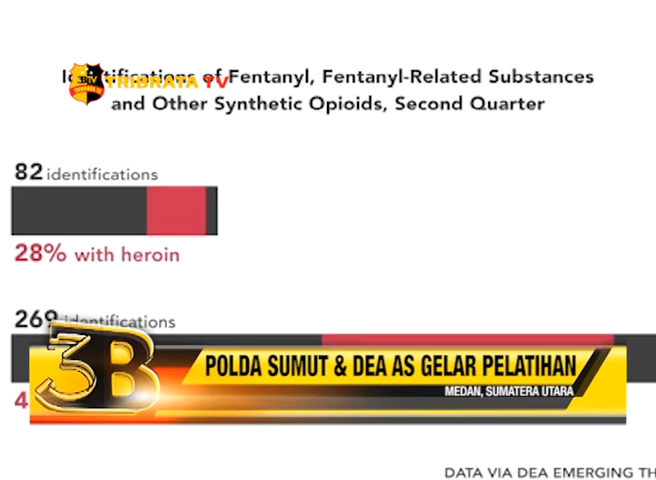 Identifications of Fentanyl, Fentanyl-Related Substances
TRIBRATA TV
and Other Synthetic Opioids, Second Quarter
82 identifications
28% with heroin
269 identifications
3B
POLDA SUMUT & DEA AS GELAR PELATIHAN
MEDAN, SUMATERA UTARA
4
DATA VIA DEA EMERGING TH